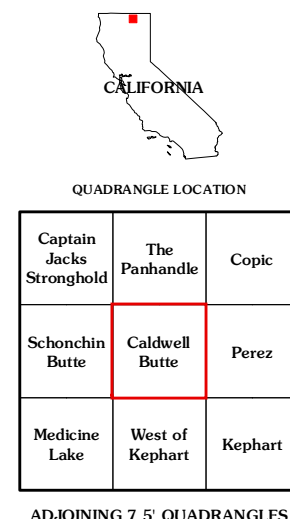 CALIFORNIA
QUADRANGLE LOCATION
Captain
Jacks
Stronghold
The
Panhandle
Copic
Schonchin
Butte
Caldwell
Butte
Perez
Medicine
Lake
West of
Kephart
Kephart
ADJOINING 7.5' QUADRANGLES